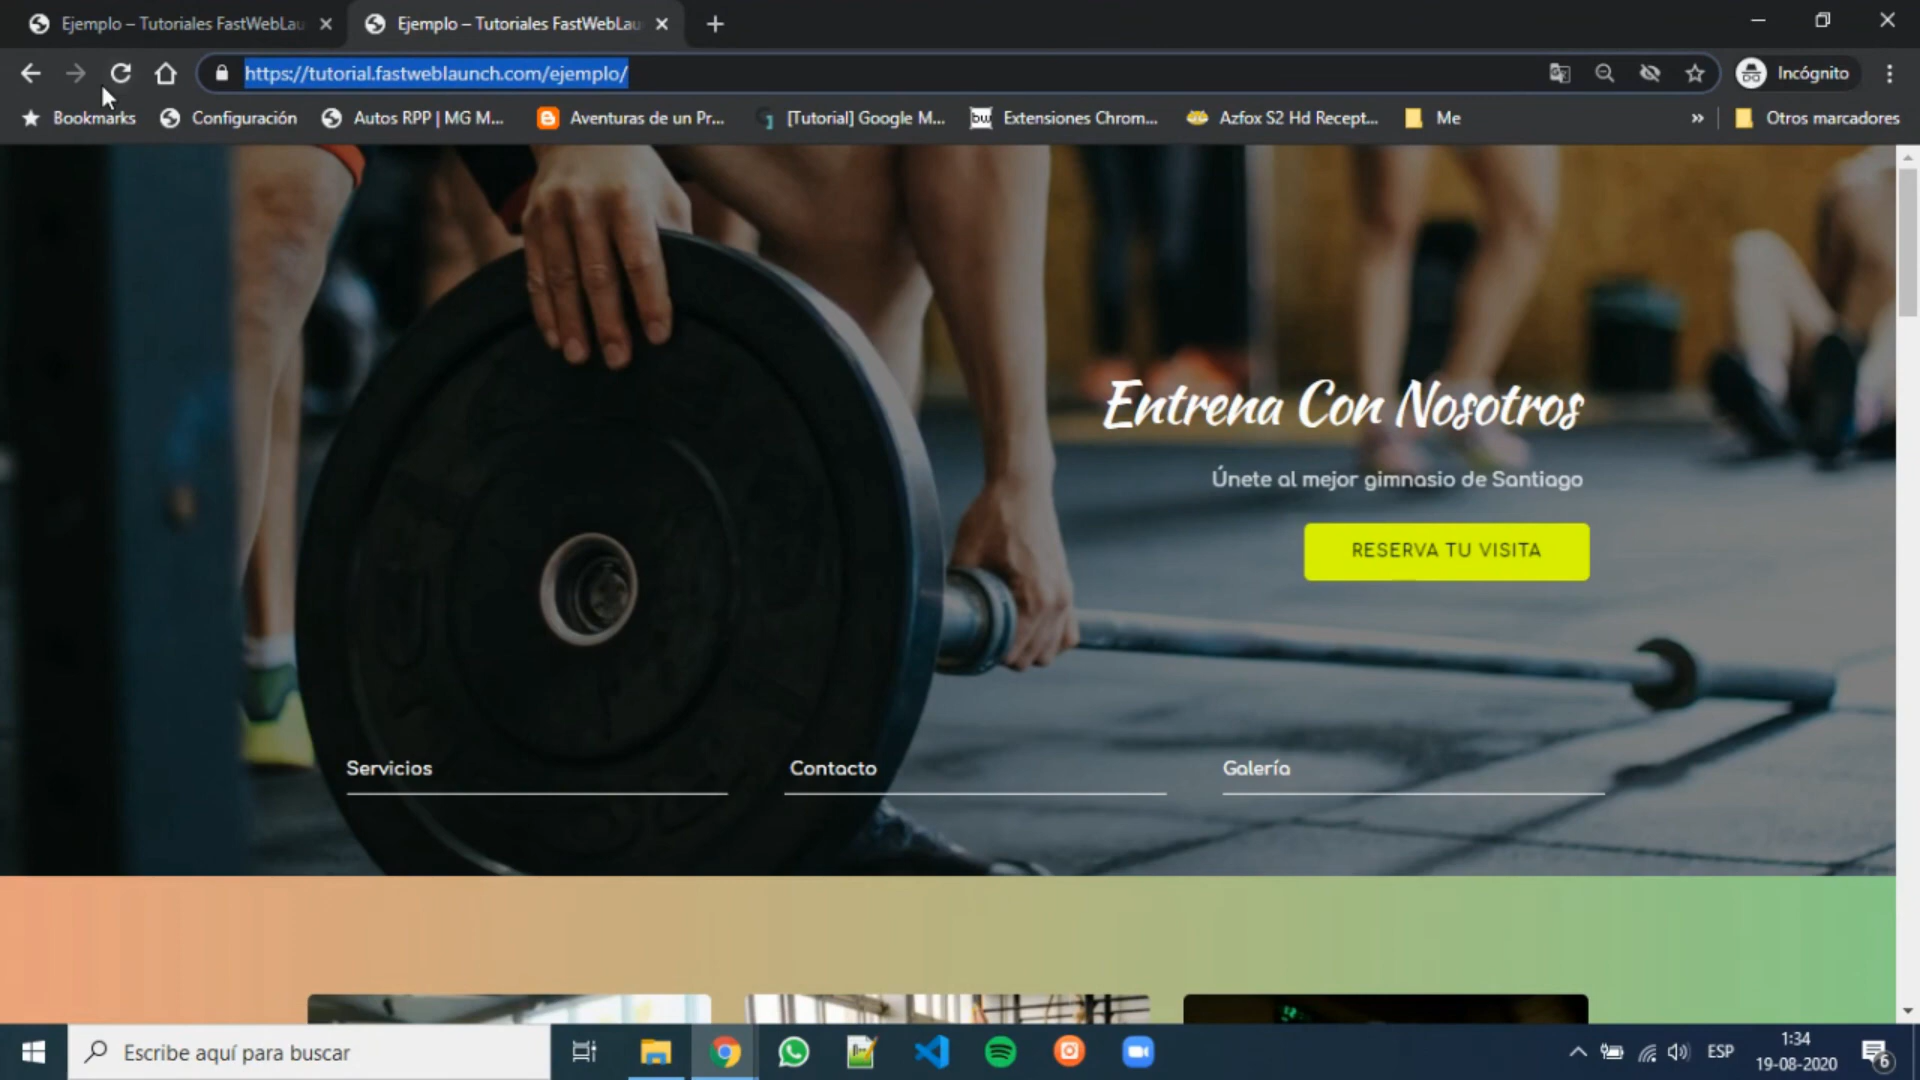 Ejemplo – Tutoriales FastWebLau
Ejemplo – Tutoriales FastWebLau
https://tutorial.fastweblaunch.com/ejemplo/
Incógnito
Bookmarks
Configuración
Autos RPP | MG M...
Aventuras de un Pr...
[Tutorial] Google M...
bw
Extensiones Chrom...
Azfox S2 Hd Recept...
Me
»
Otros marcadores
Entrena Con Nosotros
Únete al mejor gimnasio de Santiago
RESERVA TU VISITA
Servicios
Contacto
Galería
Escribe aquí para buscar
ESP
1:34
19-08-2020
6